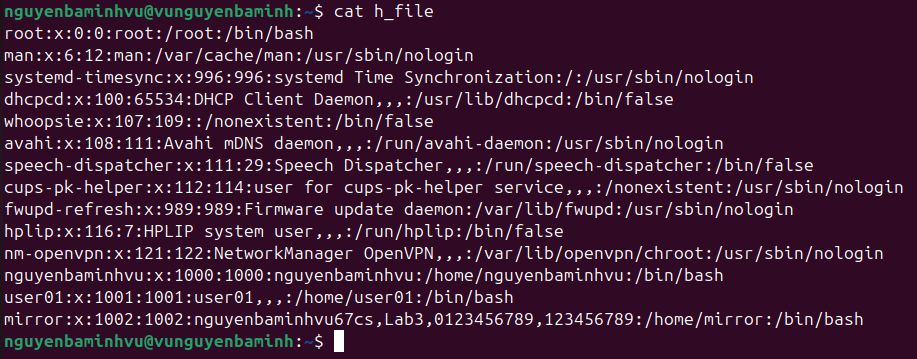 nguyenbaminhvu@vunguyenbaminh:~$ cat h_file
root:x:0:0:root:/root:/bin/bash
man:x:6:12:man:/var/cache/man:/usr/sbin/nologin
systemd-timesync:x:996:996:systemd Time Synchronization:/:/usr/sbin/nologin
dhcpcd:x:100:65534:DHCP Client Daemon,,,:/usr/lib/dhcpcd:/bin/false
whoopsie:x:107:109::/nonexistent:/bin/false
avahi:x:108:111:Avahi mDNS daemon,,,:/run/avahi-daemon:/usr/sbin/nologin
speech-dispatcher:x:111:29:Speech Dispatcher,,,:/run/speech-dispatcher:/bin/false
cups-pk-helper:x:112:114:user for cups-pk-helper service,,,:/nonexistent:/usr/sbin/nologin
fwupd-refresh:x:989:989:Firmware update daemon:/var/lib/fwupd:/usr/sbin/nologin
hplip:x:116:7:HPLIP system user,,,:/run/hplip:/bin/false
nm-openvpn:x:121:122:NetworkManager OpenVPN,,,:/var/lib/openvpn/chroot:/usr/sbin/nologin
nguyenbaminhvu:x:1000:1000:nguyenbaminhvu:/home/nguyenbaminhvu:/bin/bash
user01:x:1001:1001:user01,,,:/home/user01:/bin/bash
mirror:x:1002:1002:nguyenbaminhvu67cs,Lab3,0123456789,123456789:/home/mirror:/bin/bash
nguyenbaminhvu@vunguyenbaminh:~$